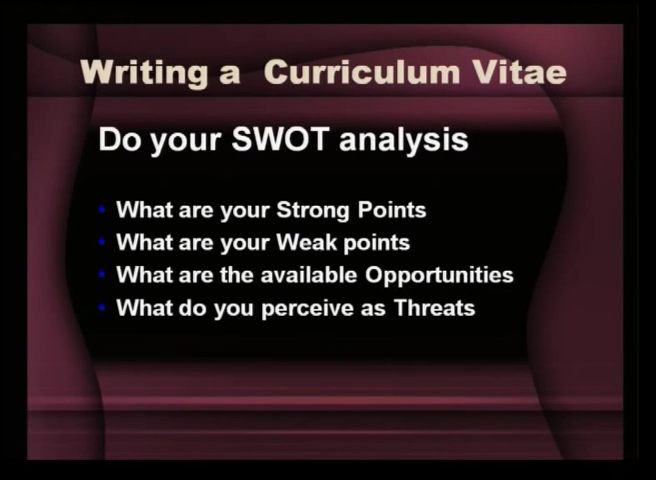 Writing a Curriculum Vitae
Do your SWOT analysis
• What are your Strong Points
• What are your Weak points
• What are the available Opportunities
• What do you perceive as Threats